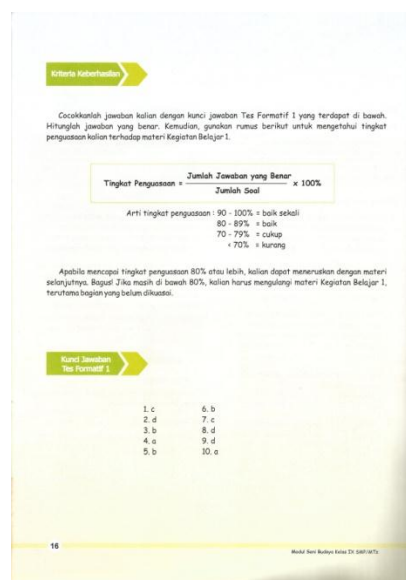 Kriteria Keberhasilan
Cocokkanlah jawaban kalian dengan kunci jawaban Tes Formatif 1 yang terdapat di bawah.
Hitunglah jawaban yang benar. Kemudian, gunakan rumus berikut untuk mengetahui tingkat
penguasaan kalian terhadap materi Kegiatan Belajar 1.
Jumlah Jawaban yang Benar
Tingkat Penguasaan = x 100%
Jumlah Soal
Arti tingkat penguasaan : 90 - 100% = baik sekali
80 - 89% = baik
70 - 79% = cukup
< 70% = kurang
Apabila mencapai tingkat penguasaan 80% atau lebih, kalian dapat meneruskan dengan materi
selanjutnya. Bagus! Jika masih di bawah 80%, kalian harus mengulangi materi Kegiatan Belajar 1,
terutama bagian yang belum dikuasai.
Kunci Jawaban
Tes Formatif 1
1. c 6. b
2. d 7. c
3. b 8. d
4. a 9. d
5. b 10. a
16
Modul Seni Budaya Kelas IX SMP/MTs